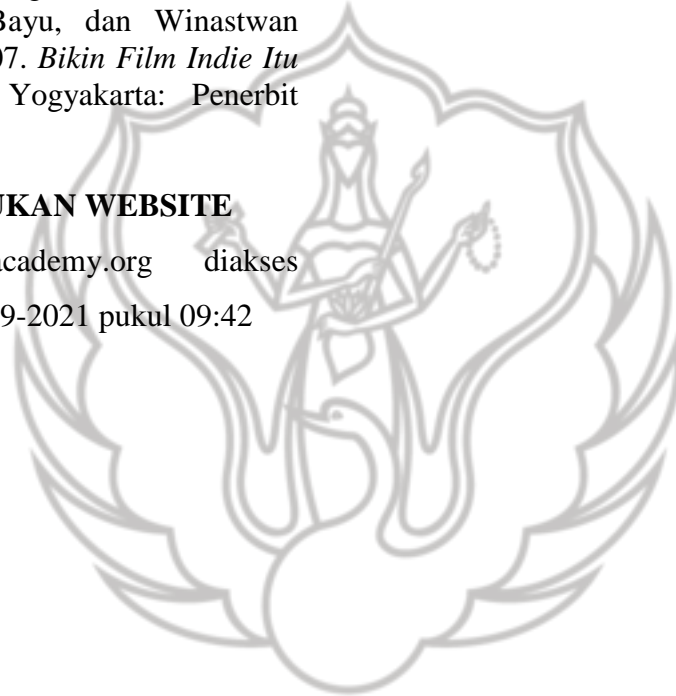 Bayu, dan Winastwan
07. Bikin Film Indie Itu
Yogyakarta: Penerbit
UKAN WEBSITE
academy.org diakses
9-2021 pukul 09:42